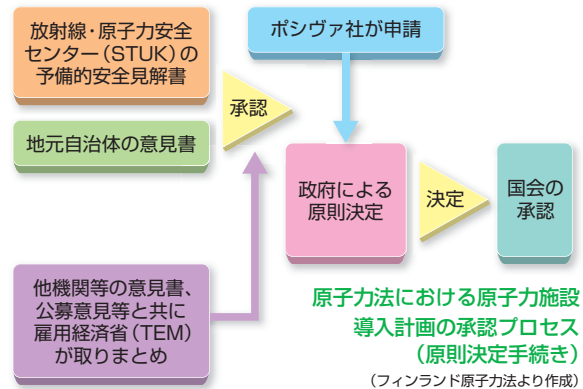 放射線・原子力安全
センター(STUK)の
予備的安全見解書
ポシヴァ社が申請
承認
地元自治体の意見書
政府による
原則決定
決定
国会の
承認
他機関等の意見書、
公募意見等と共に
雇用経済省(TEM)
が取りまとめ
原子力法における原子力施設
導入計画の承認プロセス
(原則決定手続き)
(フィンランド原子力法より作成)